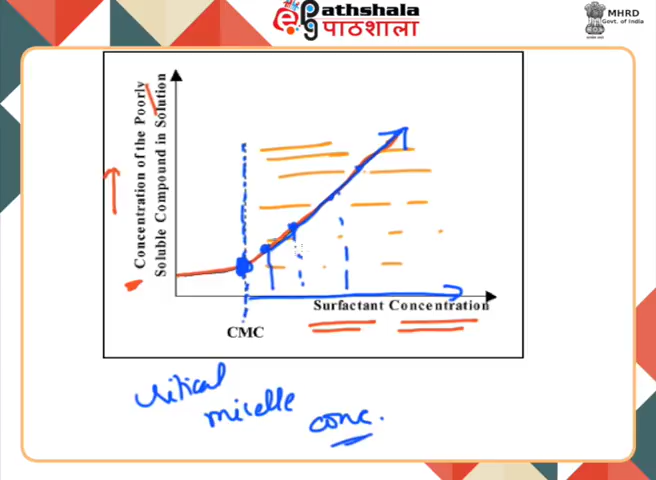 Pathshala
पाठशाला
MHRD
Govt. of India
Concentration of the Poorly
Soluble Compound in Solution
Surfactant Concentration
CMC
critical
micelle
conc.